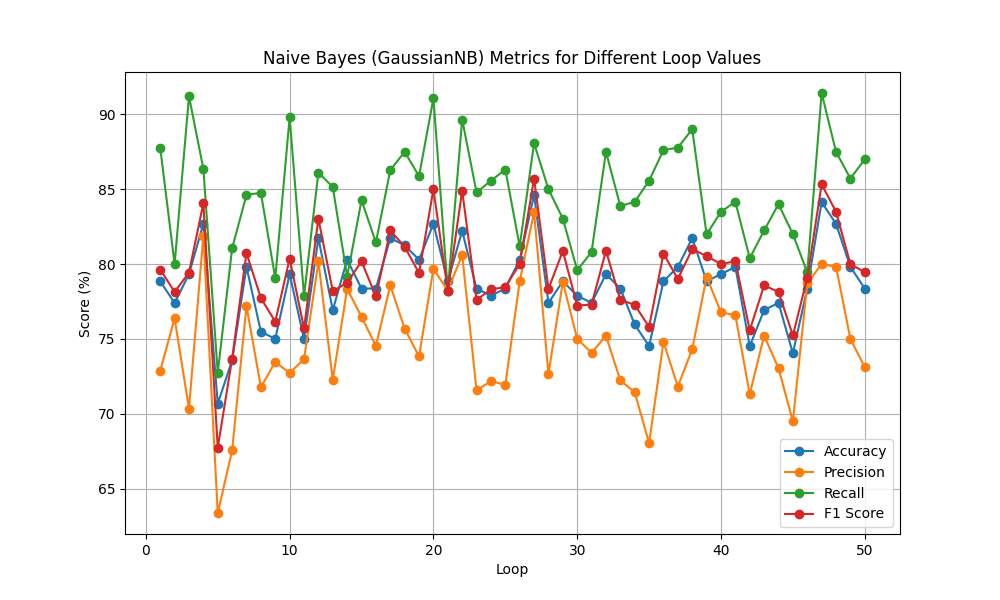 Naive Bayes (GaussianNB) Metrics for Different Loop Values
Score (%)
90
85
80
75
70
65
0 10 20 30 40 50
Loop
Accuracy
Precision
Recall
F1 Score